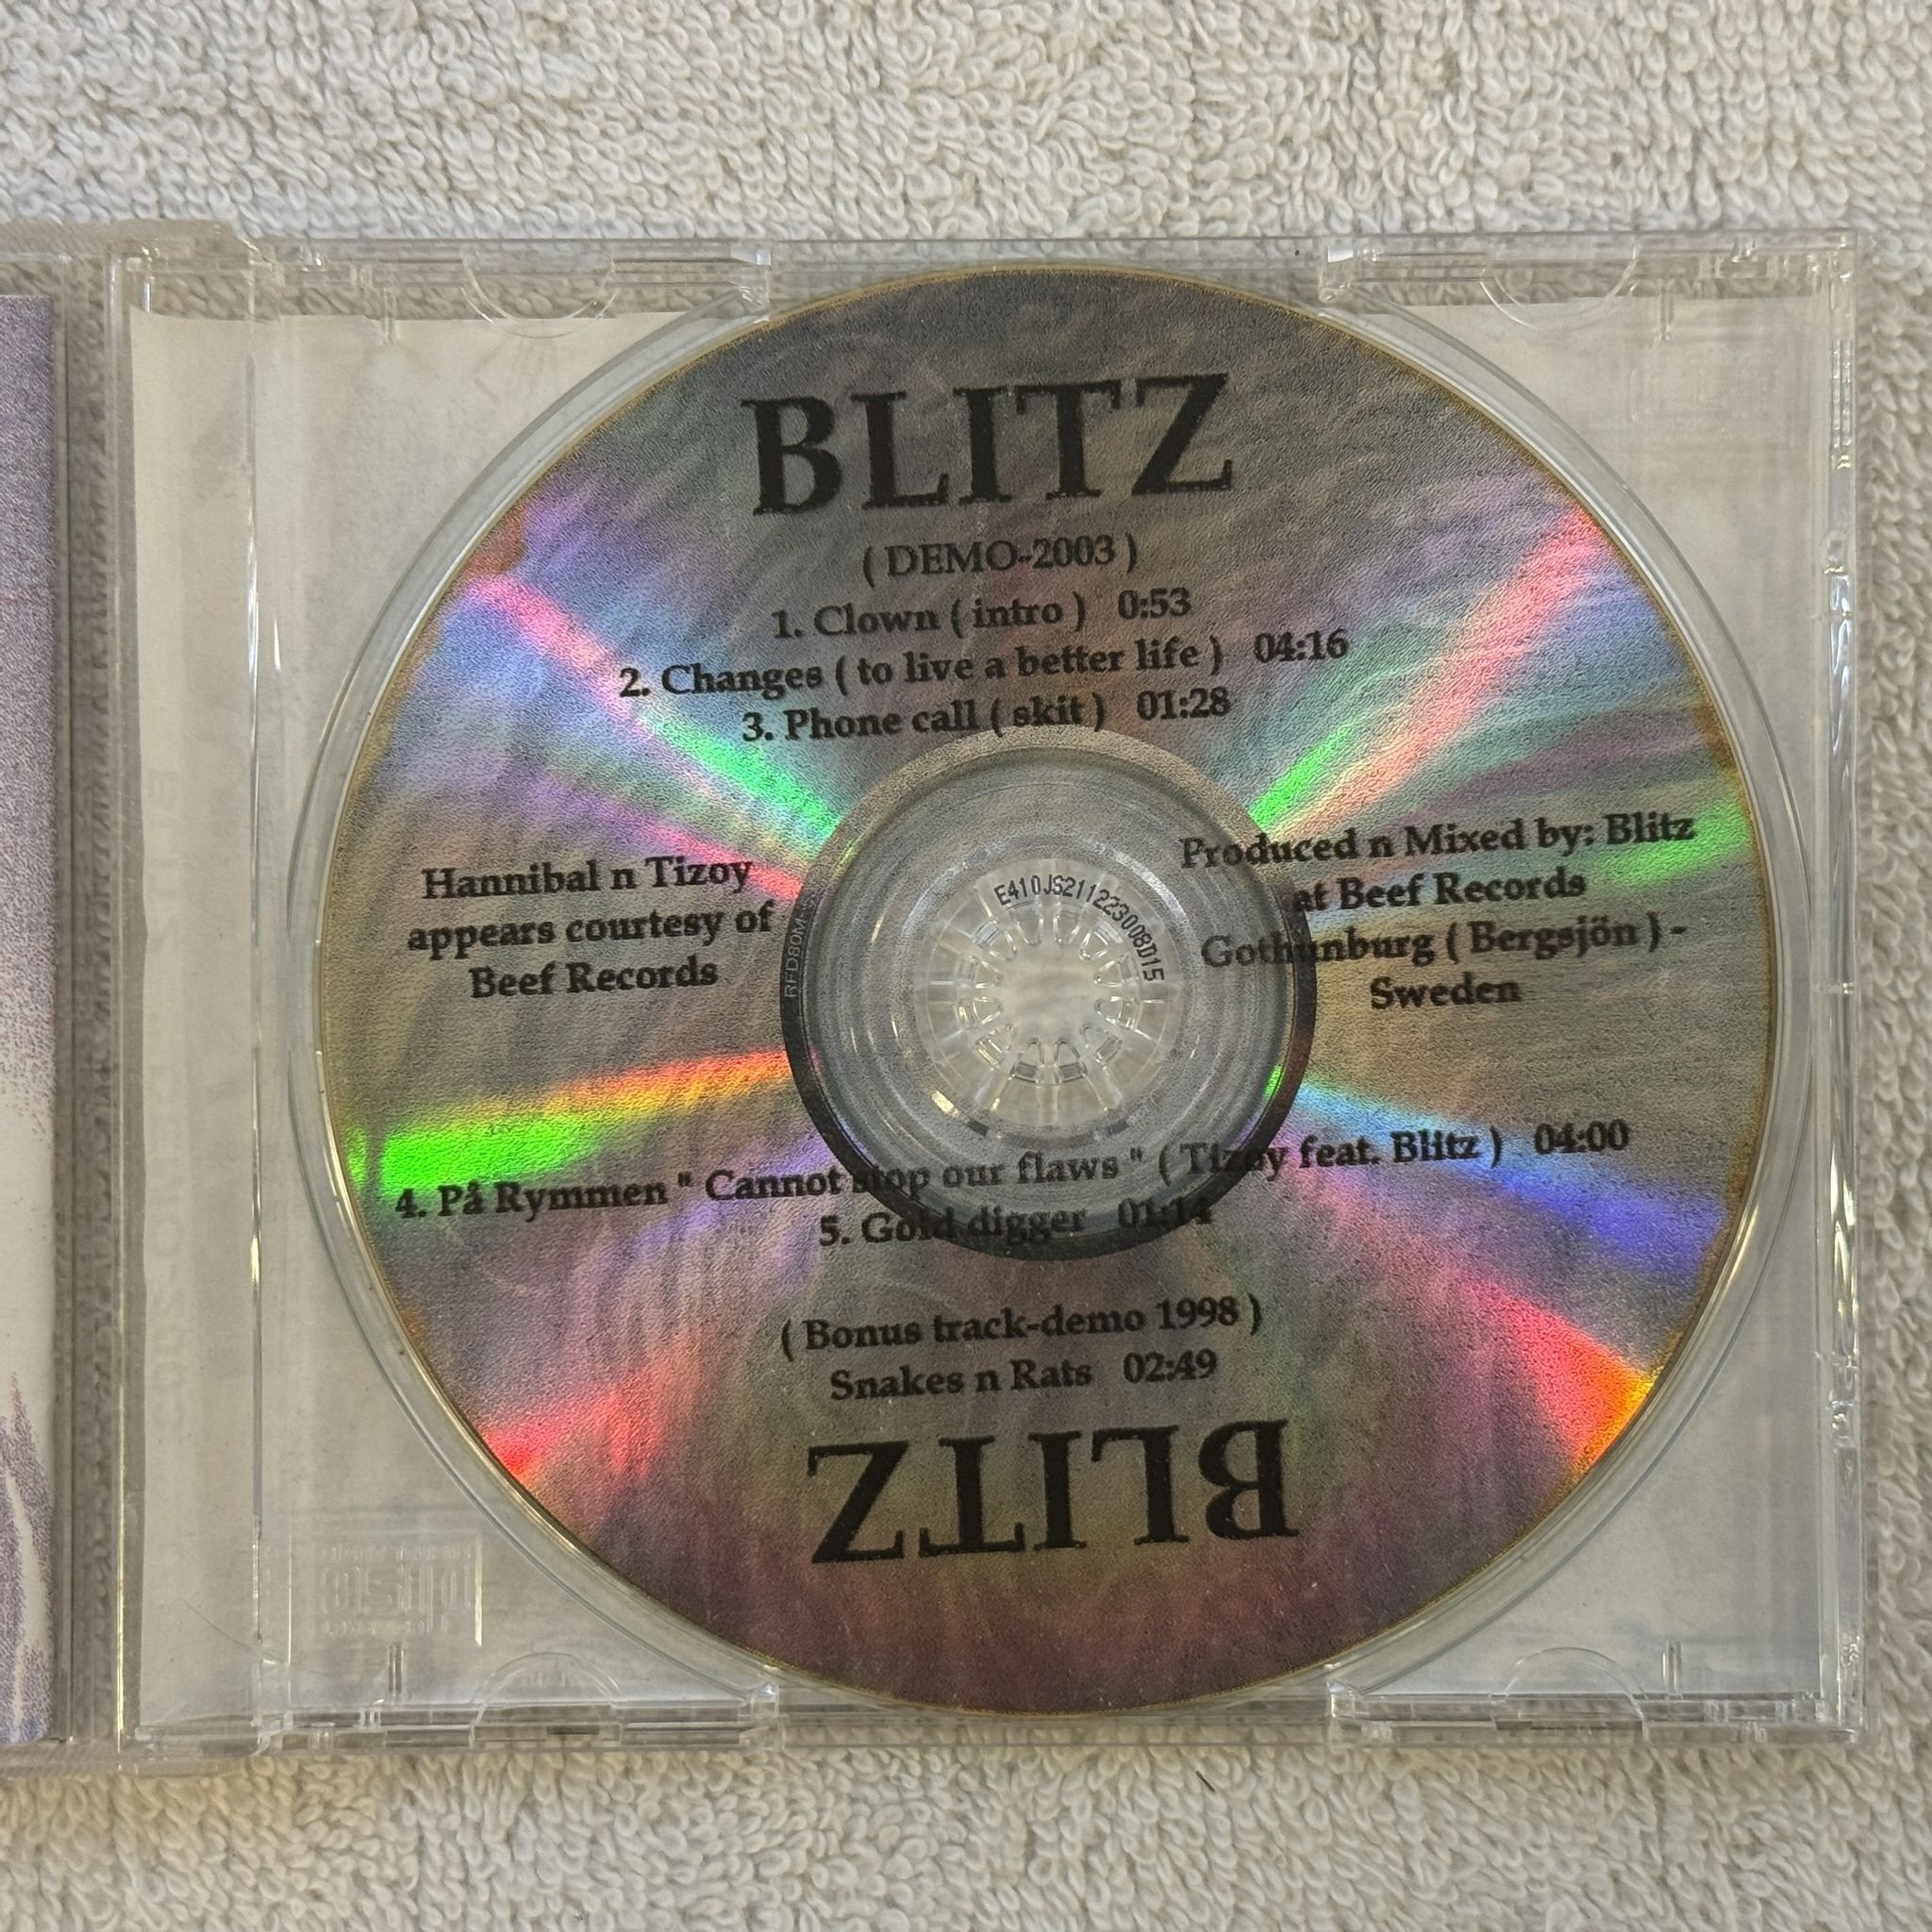 BLITZ
( DEMO-2003 )
1. Clown ( intro ) 0:53
2. Changes ( to live a better life ) 04:16
3. Phone call ( skit ) 01:28
Hannibal n Tizoy
appears courtesy of
Beef Records
Produced n Mixed by: Blitz
at Beef Records
Gothunburg ( Bergsjön ) -
Sweden
E410JS211223008D15
RFD80M
4. På Rymmen " Cannot stop our flaws " ( Tizoy feat. Blitz ) 04:00
5. Gold digger 01:14
( Bonus track-demo 1998 )
Snakes n Rats 02:49
BLITZ